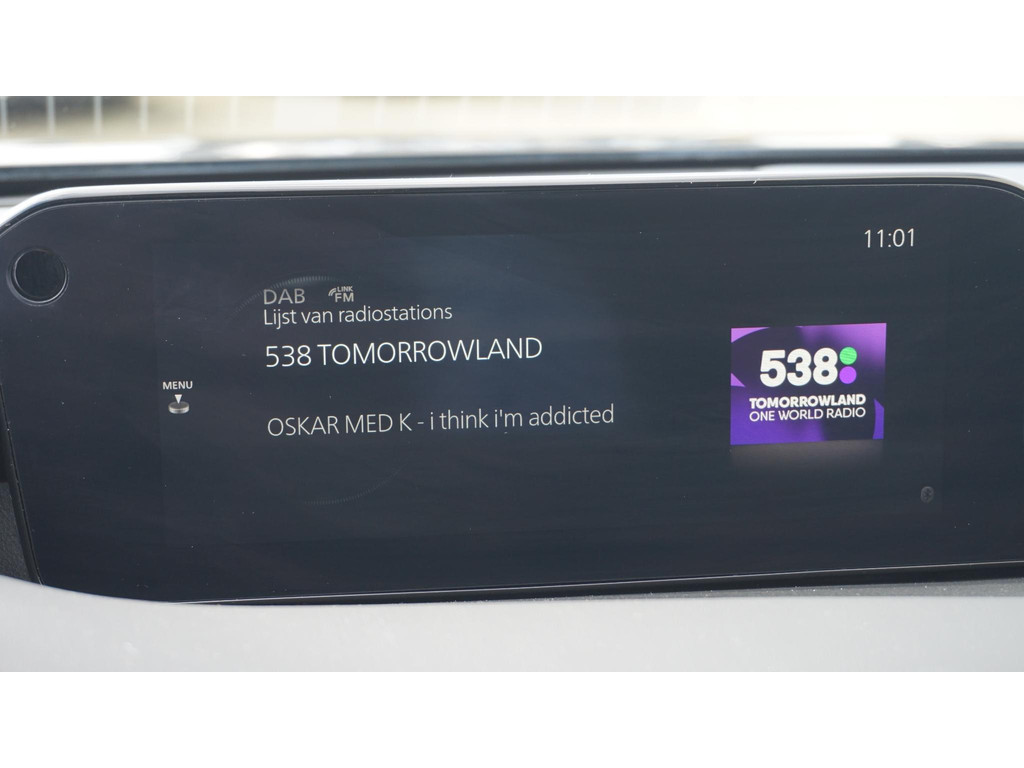 11:01
DAB LINK FM
Lijst van radiostations
538 TOMORROWLAND
MENU
OSKAR MED K - i think i'm addicted
538
TOMORROWLAND
ONE WORLD RADIO